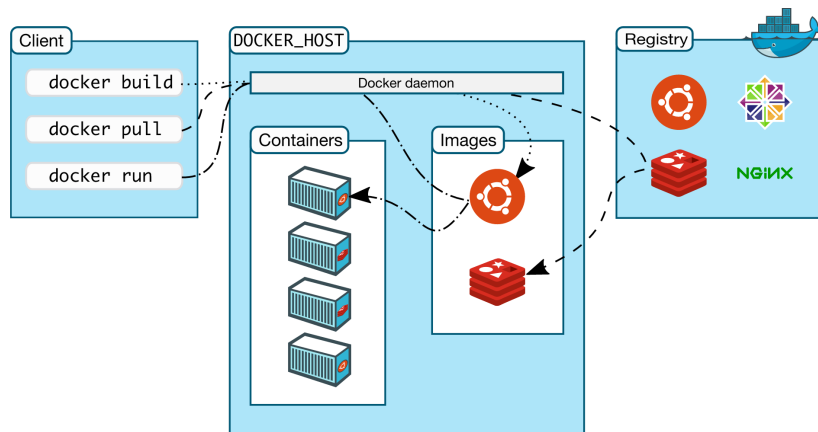 Client
docker build
docker pull
docker run
DOCKER_HOST
Docker daemon
Containers
Images
Registry
NGiNX